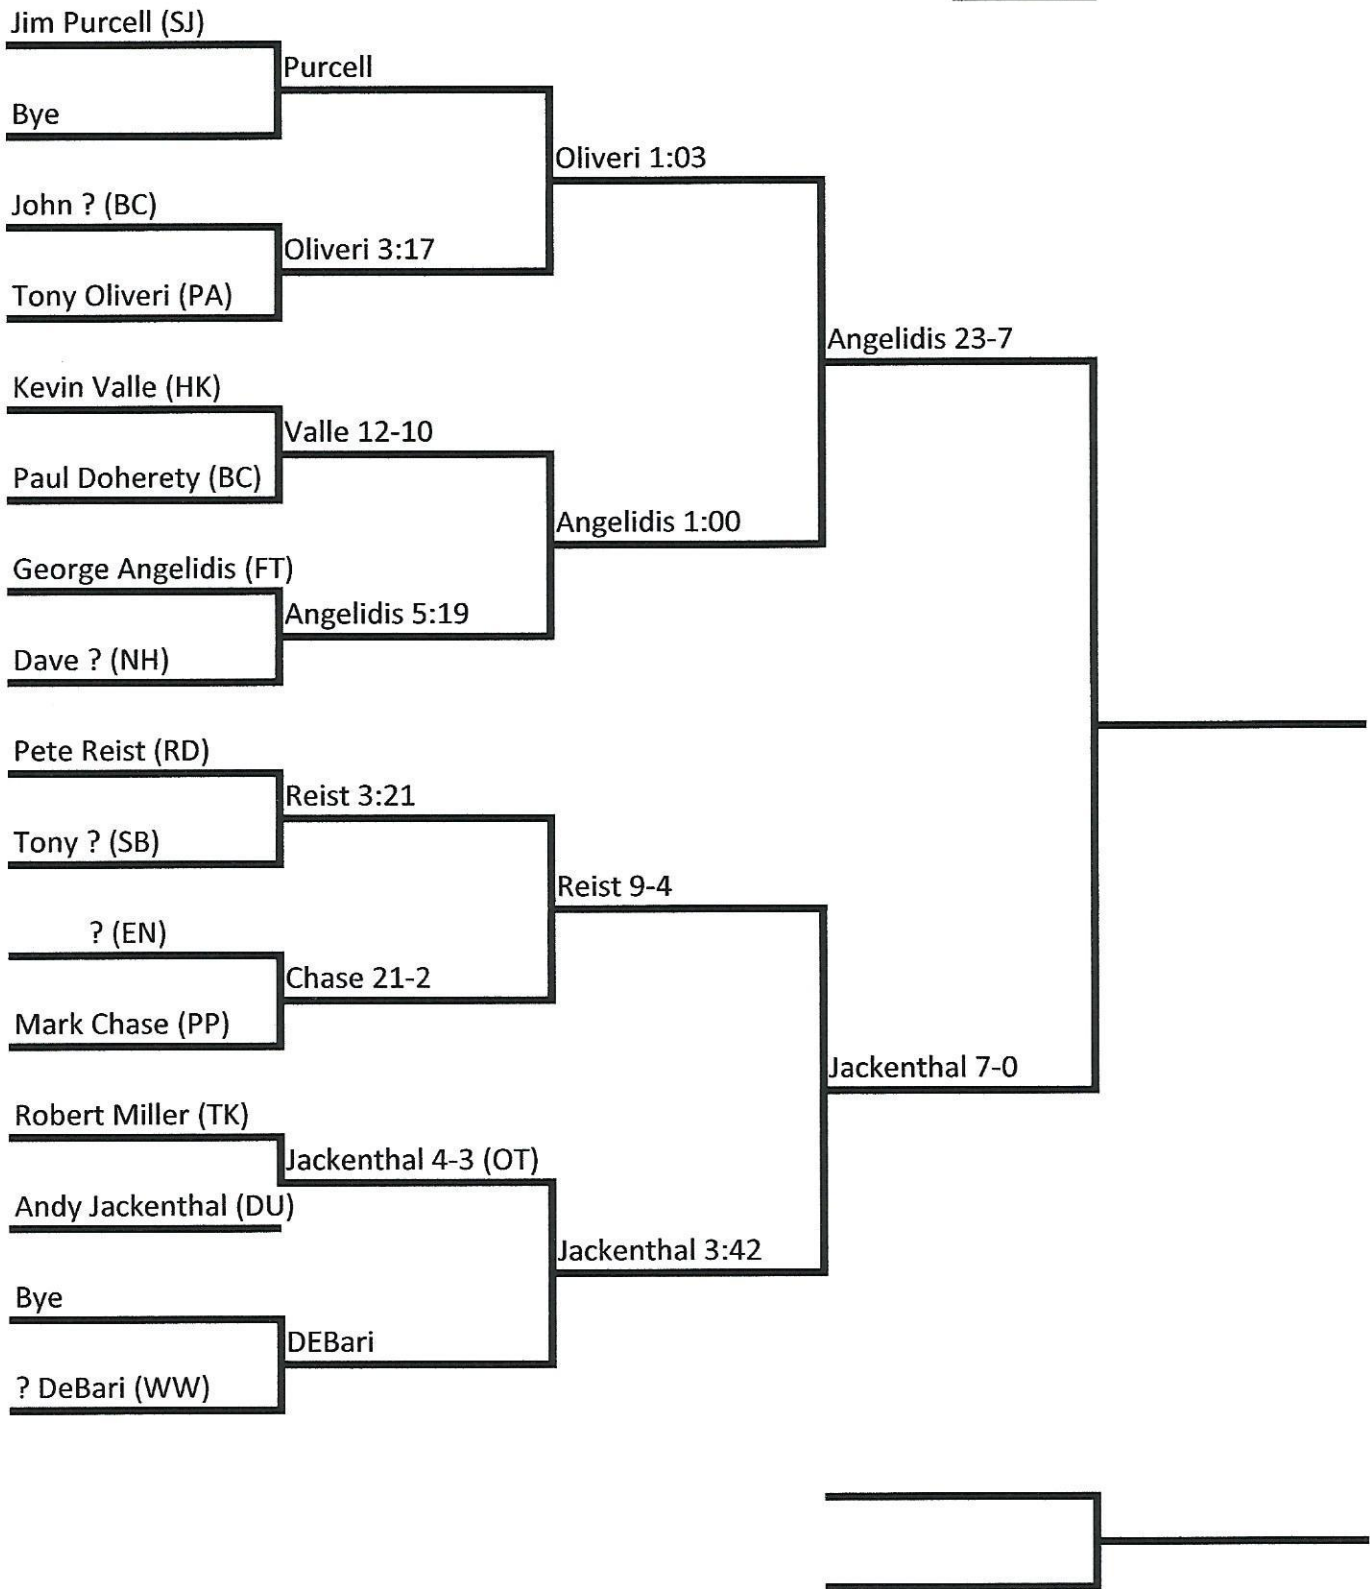 Jim Purcell (SJ)
Purcell
Bye
Oliveri 1:03
John ? (BC)
Oliveri 3:17
Tony Oliveri (PA)
Angelidis 23-7
Kevin Valle (HK)
Valle 12-10
Paul Doherety (BC)
Angelidis 1:00
George Angelidis (FT)
Angelidis 5:19
Dave ? (NH)
Pete Reist (RD)
Reist 3:21
Tony ? (SB)
Reist 9-4
? (EN)
Chase 21-2
Mark Chase (PP)
Jackenthal 7-0
Robert Miller (TK)
Jackenthal 4-3 (OT)
Andy Jackenthal (DU)
Jackenthal 3:42
Bye
DEBari
? DeBari (WW)